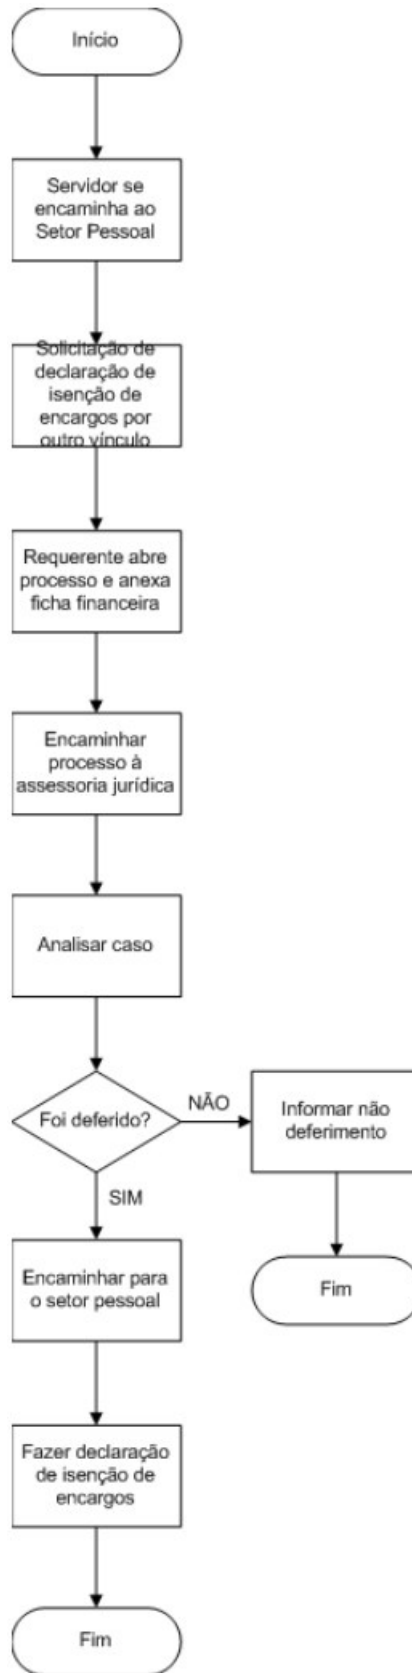 Início
Servidor se
encaminha ao
Setor Pessoal
Solicitação de
declaração de
isenção de
encargos por
outro vínculo
Requerente abre
processo e anexa
ficha financeira
Encaminhar
processo à
assessoria jurídica
Analisar caso
Foi deferido?
NÃO
Informar não
deferimento
Fim
SIM
Encaminhar para
o setor pessoal
Fazer declaração
de isenção de
encargos
Fim